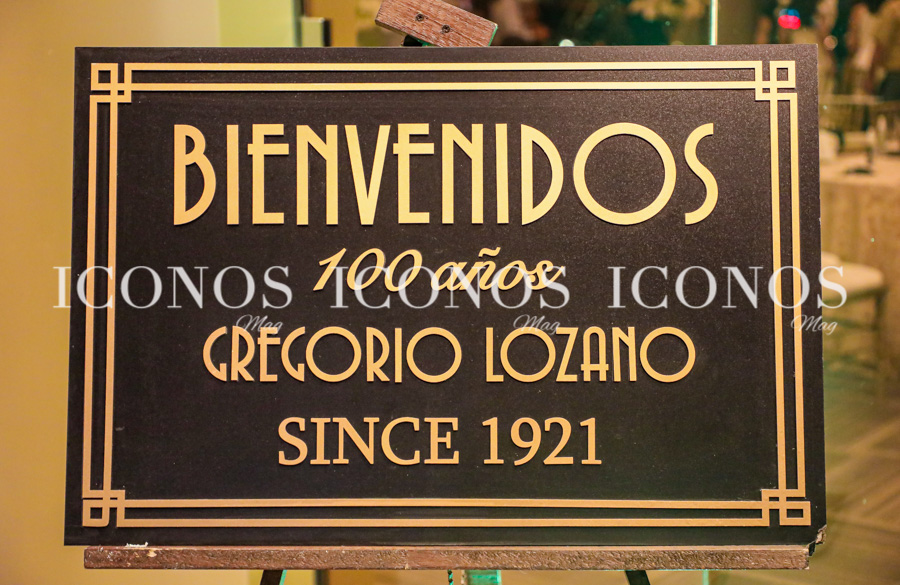 BIENVENIDOS
100 años
ICONOS Mag ICONOS Mag ICONOS Mag
GREGORIO LOZANO
SINCE 1921